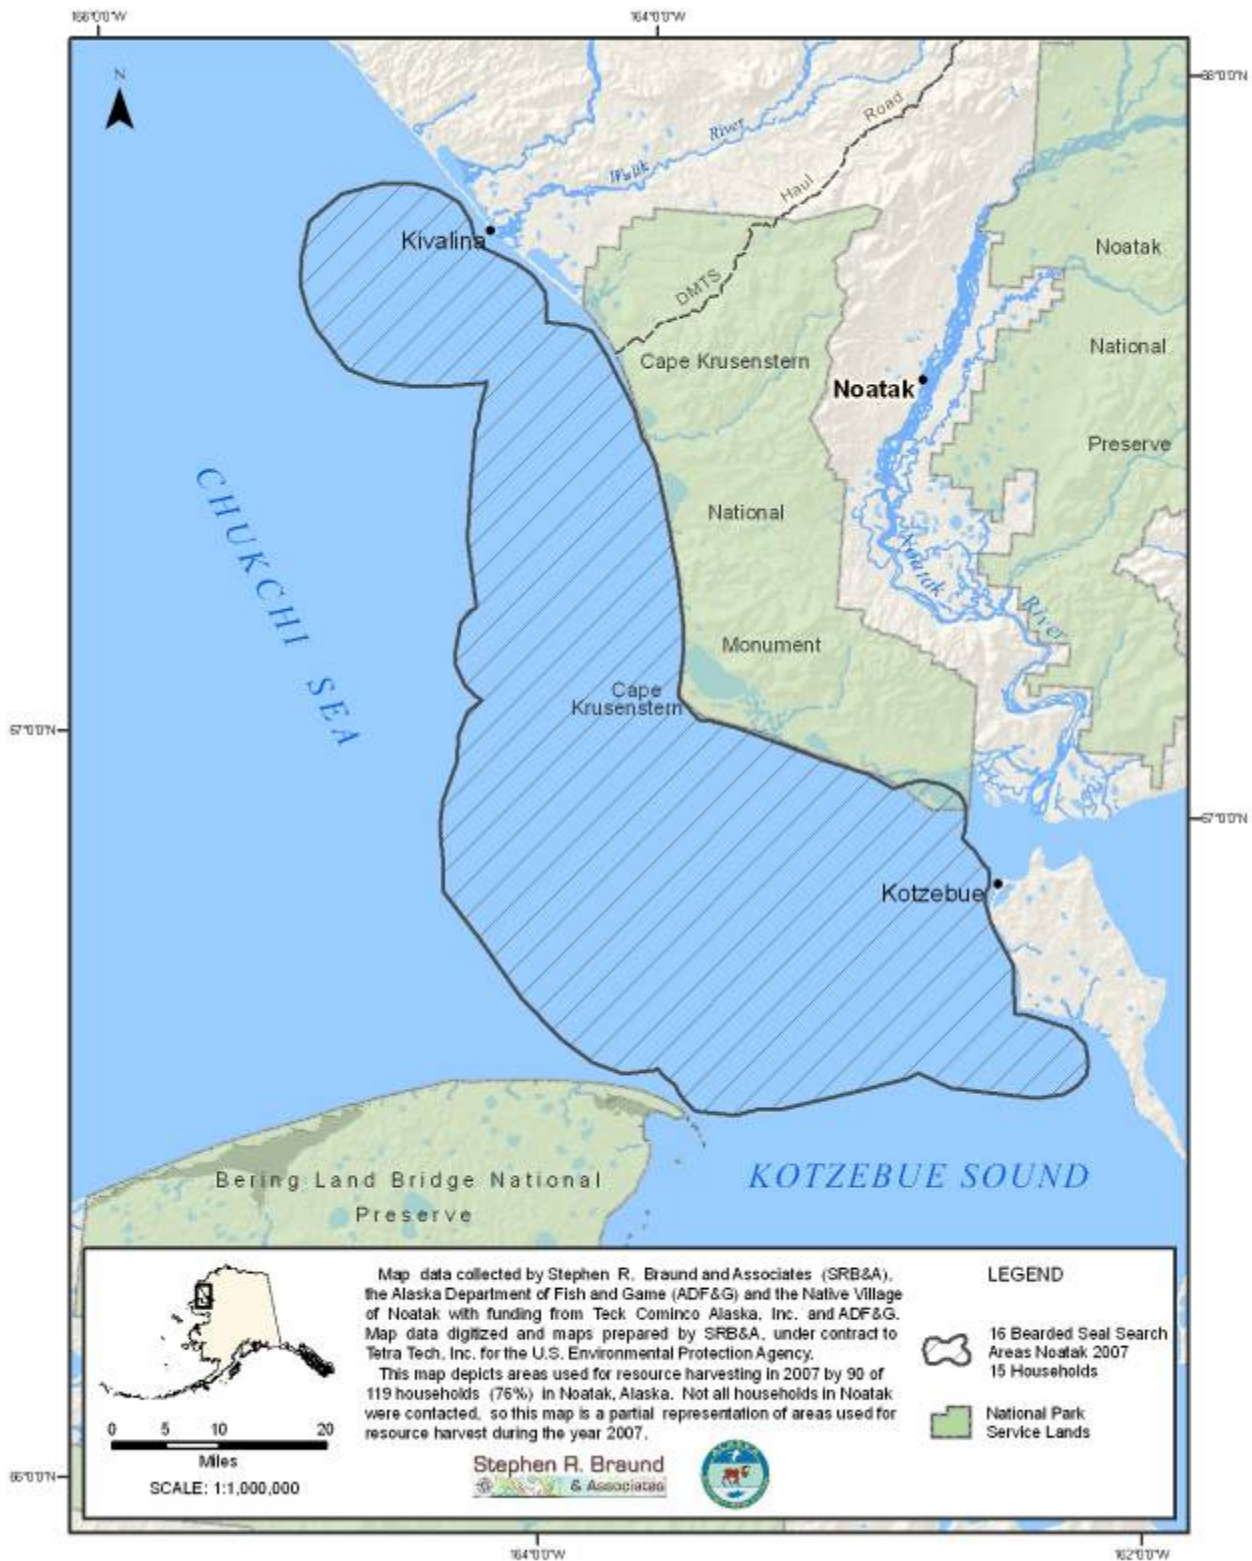 166°0'0"W
164°0'0"W
N
68°0'0"N
Road
River
Wulik
Haul
Kivalina
Noatak
DMTS
National
Cape Krusenstern
Noatak
Preserve
CHUKCHI SEA
National
Noatak
River
Monument
Cape
Krusenstern
67°0'0"N
67°0'0"N
Kotzebue
KOTZEBUE SOUND
Bering Land Bridge National
Preserve
Map data collected by Stephen R. Braund and Associates (SRB&A),
the Alaska Department of Fish and Game (ADF&G) and the Native Village
of Noatak with funding from Teck Cominco Alaska, Inc. and ADF&G.
Map data digitized and maps prepared by SRB&A, under contract to
Tetra Tech, Inc. for the U.S. Environmental Protection Agency.
This map depicts areas used for resource harvesting in 2007 by 90 of
119 households (76%) in Noatak, Alaska. Not all households in Noatak
were contacted, so this map is a partial representation of areas used for
resource harvest during the year 2007.
LEGEND
16 Bearded Seal Search
Areas Noatak 2007
15 Households
National Park
Service Lands
0 5 10 20
Miles
SCALE: 1:1,000,000
Stephen R. Braund
& Associates
ALASKA
66°0'0"N
164°0'0"W
162°0'0"W